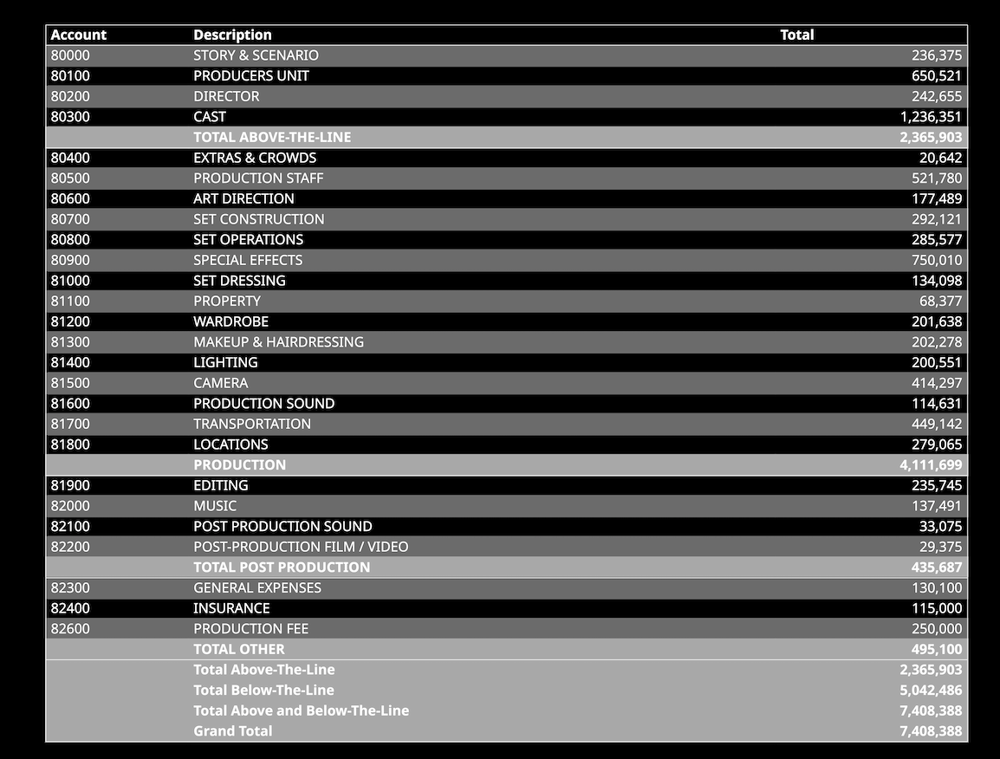 Account Description Total
80000 STORY & SCENARIO 236,375
80100 PRODUCERS UNIT 650,521
80200 DIRECTOR 242,655
80300 CAST 1,236,351
TOTAL ABOVE-THE-LINE 2,365,903
80400 EXTRAS & CROWDS 20,642
80500 PRODUCTION STAFF 521,780
80600 ART DIRECTION 177,489
80700 SET CONSTRUCTION 292,121
80800 SET OPERATIONS 285,577
80900 SPECIAL EFFECTS 750,010
81000 SET DRESSING 134,098
81100 PROPERTY 68,377
81200 WARDROBE 201,638
81300 MAKEUP & HAIRDRESSING 202,278
81400 LIGHTING 200,551
81500 CAMERA 414,297
81600 PRODUCTION SOUND 114,631
81700 TRANSPORTATION 449,142
81800 LOCATIONS 279,065
PRODUCTION 4,111,699
81900 EDITING 235,745
82000 MUSIC 137,491
82100 POST PRODUCTION SOUND 33,075
82200 POST-PRODUCTION FILM / VIDEO 29,375
TOTAL POST PRODUCTION 435,687
82300 GENERAL EXPENSES 130,100
82400 INSURANCE 115,000
82600 PRODUCTION FEE 250,000
TOTAL OTHER 495,100
Total Above-The-Line 2,365,903
Total Below-The-Line 5,042,486
Total Above and Below-The-Line 7,408,388
Grand Total 7,408,388